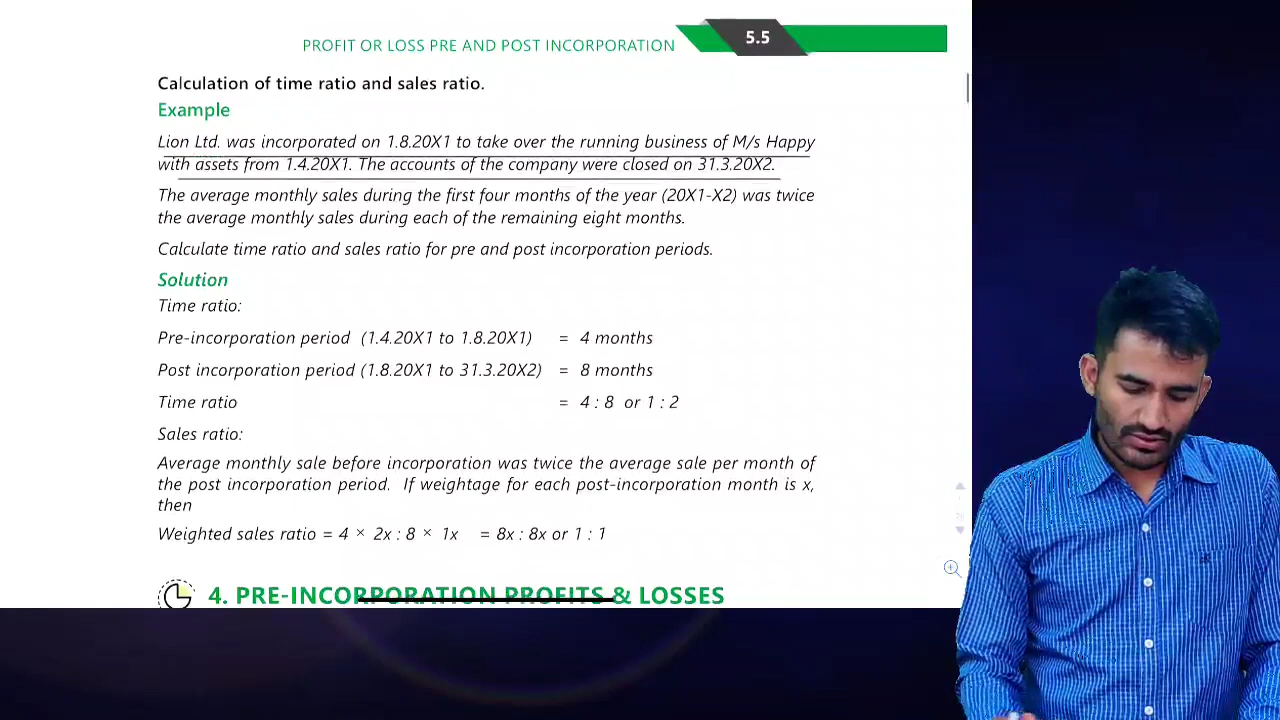 PROFIT OR LOSS PRE AND POST INCORPORATION
5.5
Calculation of time ratio and sales ratio.
Example
Lion Ltd. was incorporated on 1.8.20X1 to take over the running business of M/s Happy
with assets from 1.4.20X1. The accounts of the company were closed on 31.3.20X2.
The average monthly sales during the first four months of the year (20X1-X2) was twice
the average monthly sales during each of the remaining eight months.
Calculate time ratio and sales ratio for pre and post incorporation periods.
Solution
Time ratio:
Pre-incorporation period (1.4.20X1 to 1.8.20X1) = 4 months
Post incorporation period (1.8.20X1 to 31.3.20X2) = 8 months
Time ratio = 4 : 8 or 1 : 2
Sales ratio:
Average monthly sale before incorporation was twice the average sale per month of
the post incorporation period. If weightage for each post-incorporation month is x,
then
Weighted sales ratio = 4 × 2x : 8 × 1x = 8x : 8x or 1 : 1
4. PRE-INCORPORATION PROFITS & LOSSES